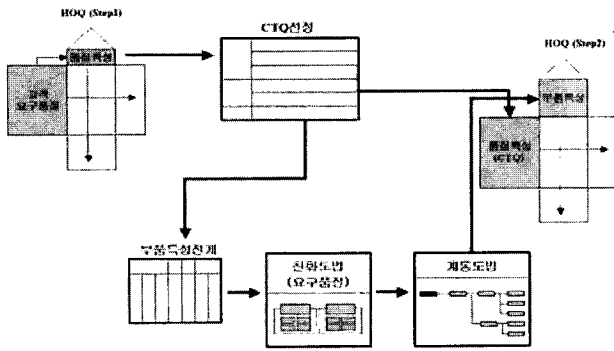 HOQ (Step1)
품질특성
고객
요구품질
CTQ선정
HOQ (Step2)
부품특성
품질특성
(CTQ)
부품특성전개
친화도법
(요구품질)
계통도법